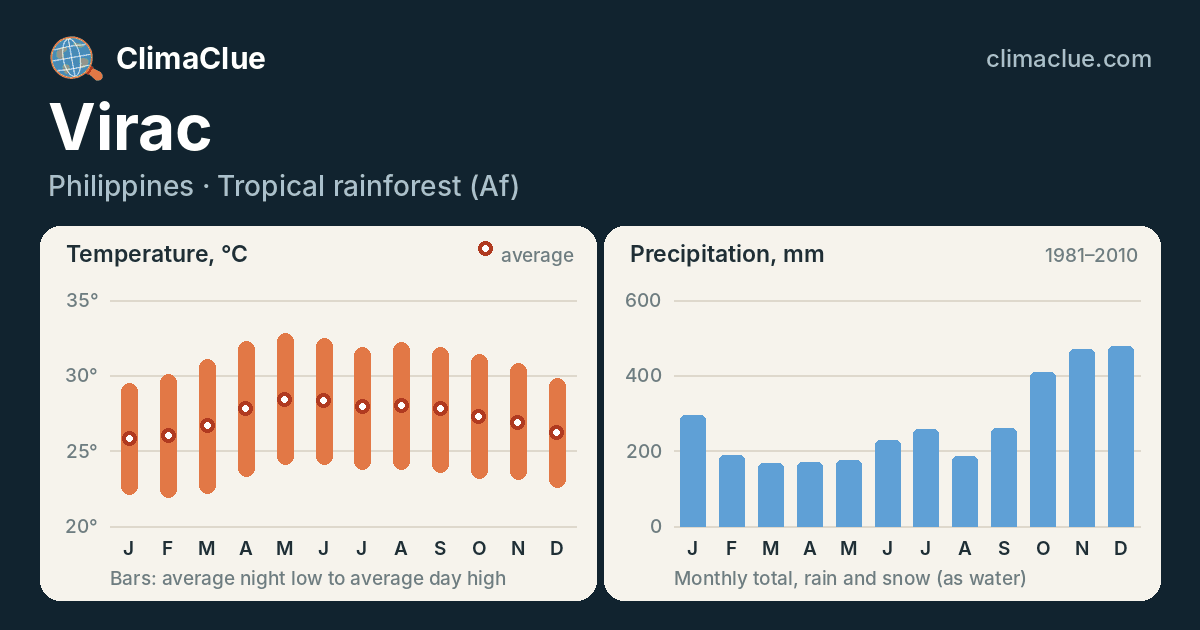 ClimaClue
climaclue.com
Virac
Philippines · Tropical rainforest (Af)
Temperature, °C
average
35°
30°
25°
20°
J F M A M J J A S O N D
Bars: average night low to average day high
Precipitation, mm
1981–2010
600
400
200
0
J F M A M J J A S O N D
Monthly total, rain and snow (as water)